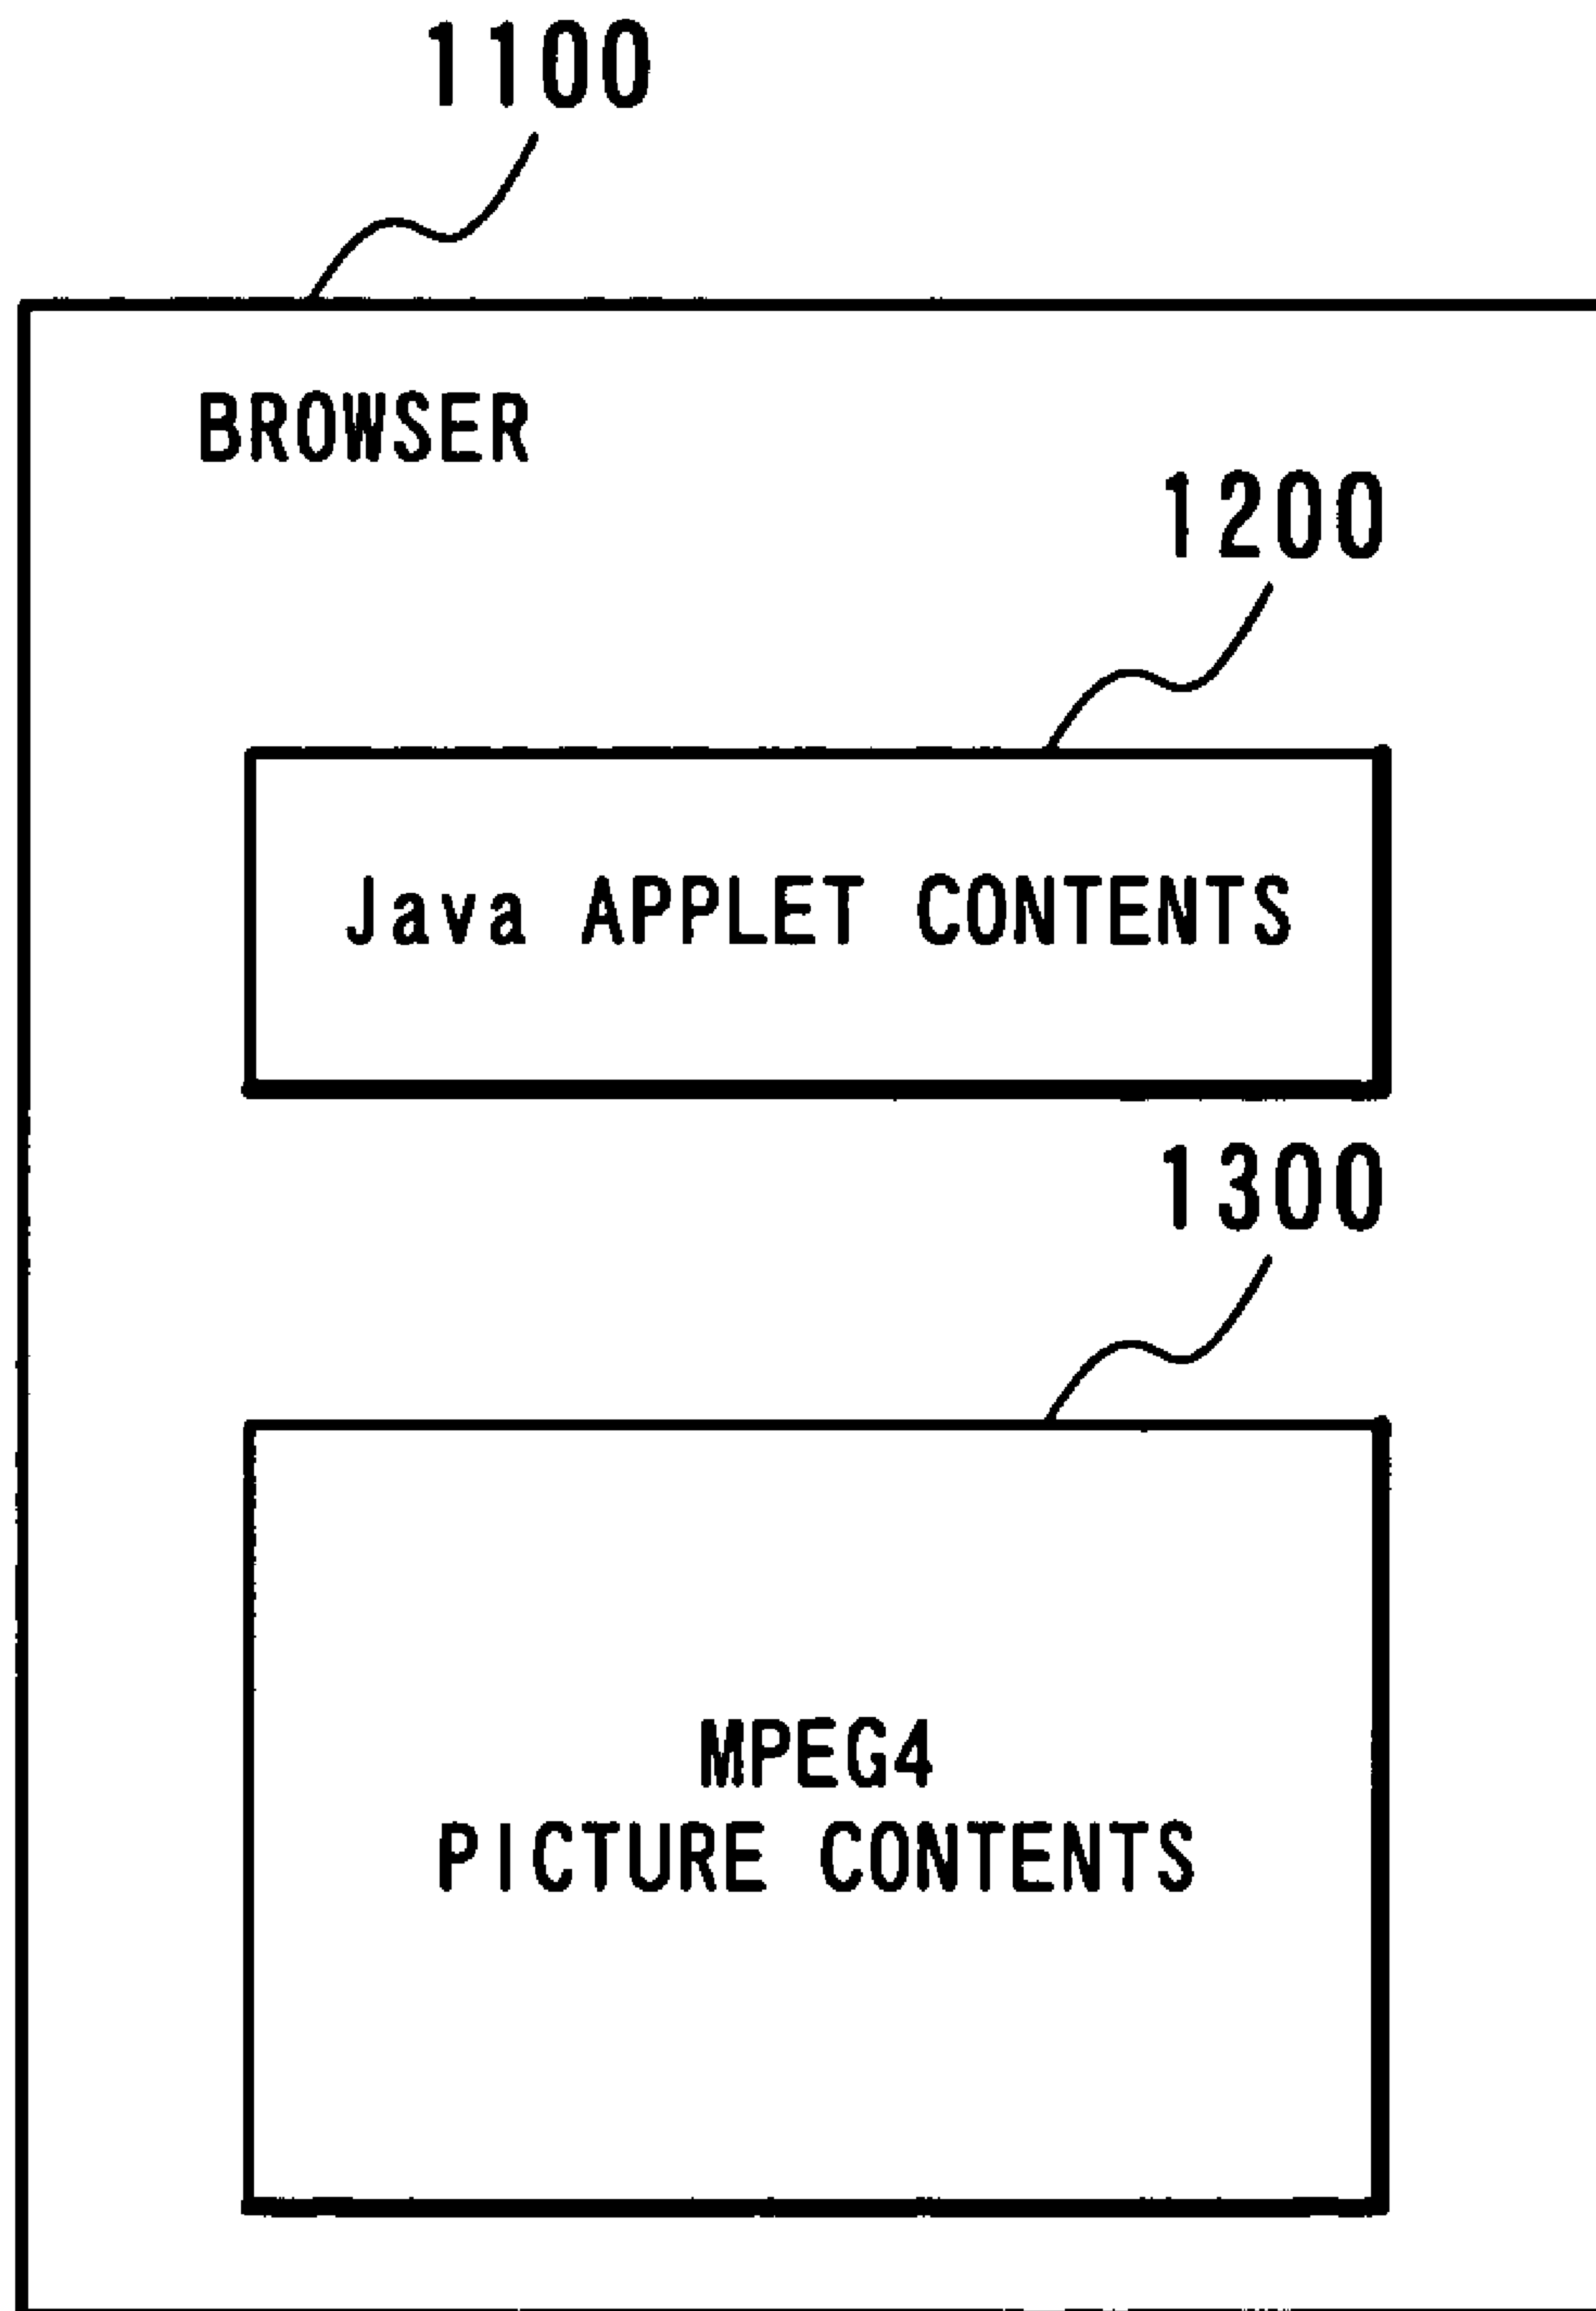 1100
BROWSER
1200
Java APPLET CONTENTS
1300
MPEG4
PICTURE CONTENTS